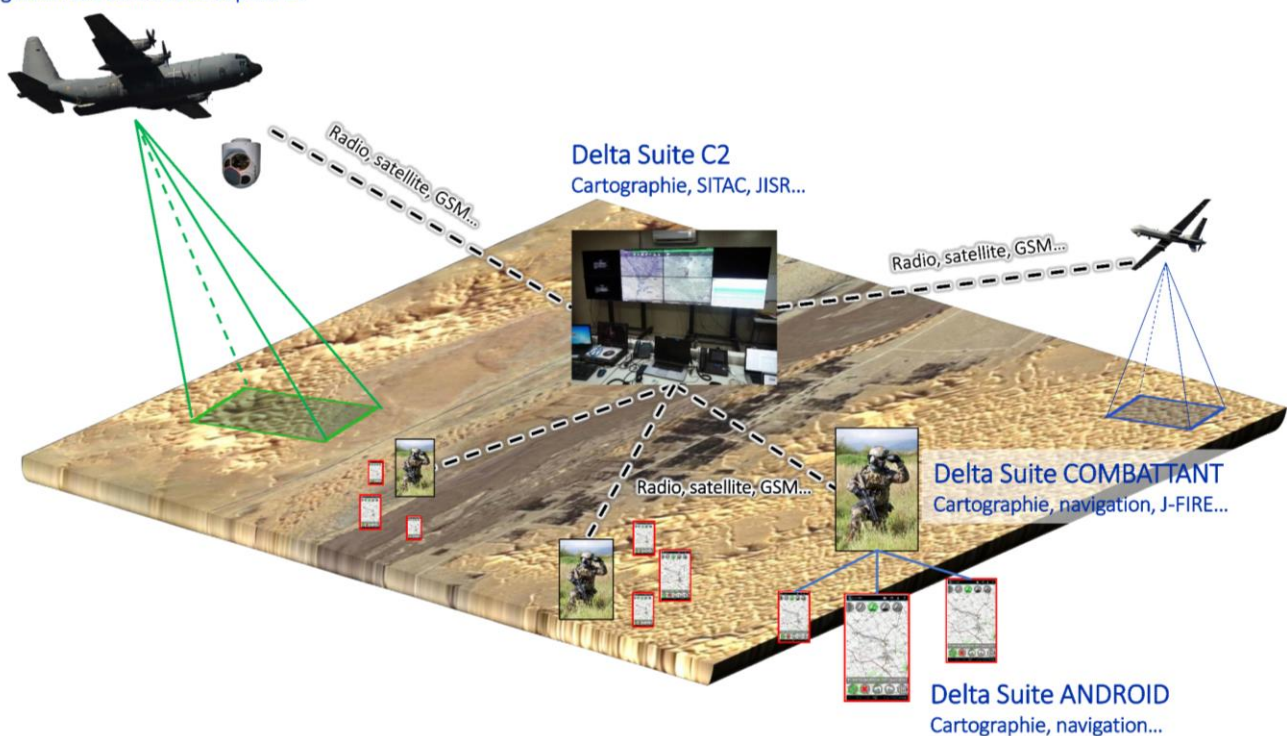 Radio, satellite, GSM...
Delta Suite C2
Cartographie, SITAC, JISR...
Radio, satellite, GSM...
Delta Suite COMBATTANT
Cartographie, navigation, J-FIRE...
Radio, satellite, GSM...
Delta Suite ANDROID
Cartographie, navigation...